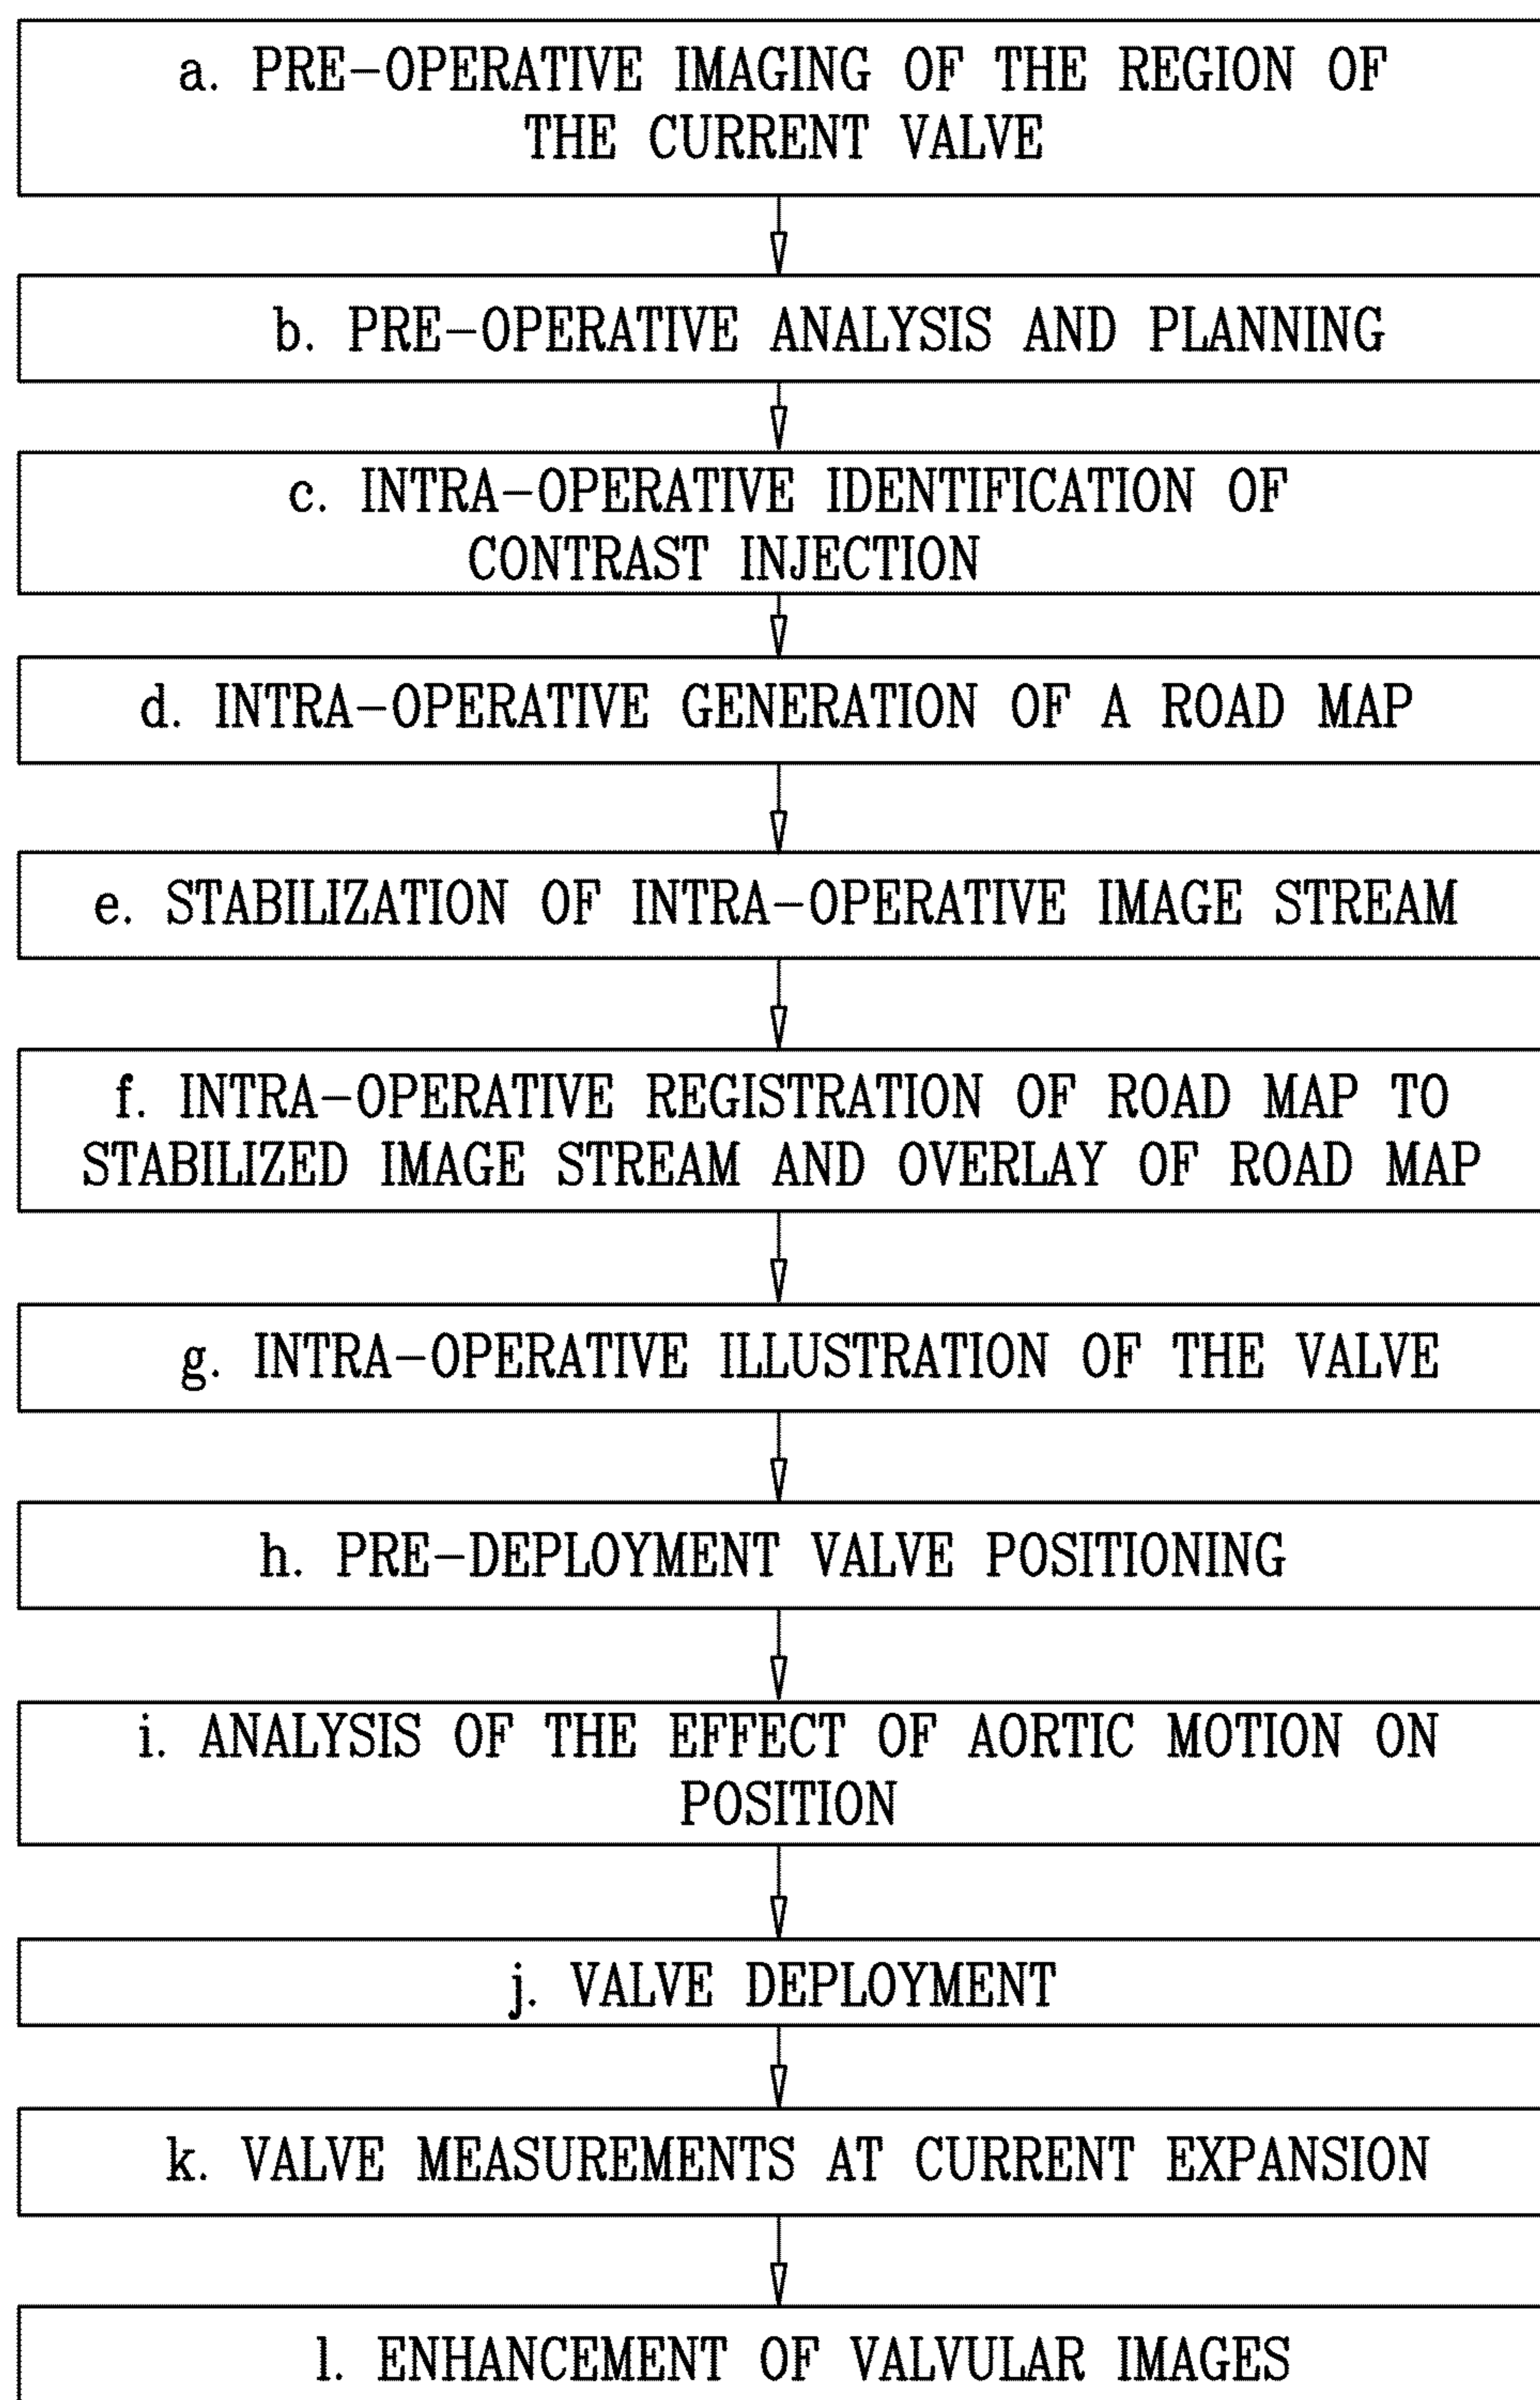 a. PRE-OPERATIVE IMAGING OF THE REGION OF
THE CURRENT VALVE
b. PRE-OPERATIVE ANALYSIS AND PLANNING
c. INTRA-OPERATIVE IDENTIFICATION OF
CONTRAST INJECTION
d. INTRA-OPERATIVE GENERATION OF A ROAD MAP
e. STABILIZATION OF INTRA-OPERATIVE IMAGE STREAM
f. INTRA-OPERATIVE REGISTRATION OF ROAD MAP TO
STABILIZED IMAGE STREAM AND OVERLAY OF ROAD MAP
g. INTRA-OPERATIVE ILLUSTRATION OF THE VALVE
h. PRE-DEPLOYMENT VALVE POSITIONING
i. ANALYSIS OF THE EFFECT OF AORTIC MOTION ON
POSITION
j. VALVE DEPLOYMENT
k. VALVE MEASUREMENTS AT CURRENT EXPANSION
l. ENHANCEMENT OF VALVULAR IMAGES